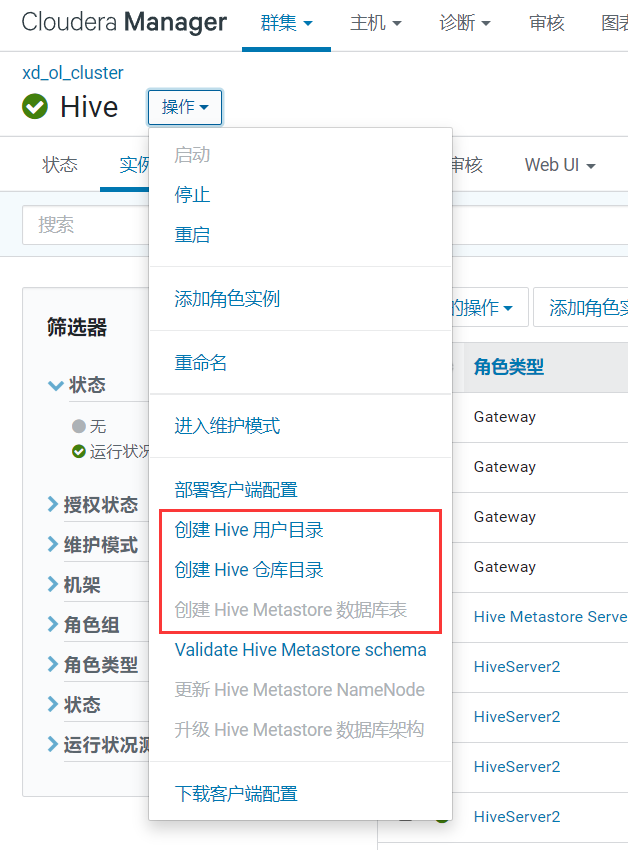 Cloudera Manager 群集 主机 诊断 审核 图表
xd_ol_cluster
Hive 操作
启动
状态 实例 审核 Web UI
停止
搜索
重启
添加角色实例
的操作 添加角色实
筛选器
重命名
角色类型
状态
Gateway
无
进入维护模式
运行状况
Gateway
部署客户端配置
授权状态
Gateway
创建 Hive 用户目录
维护模式
创建 Hive 仓库目录
Gateway
机架
创建 Hive Metastore 数据库表
Hive Metastore Serve
角色组
Validate Hive Metastore schema
角色类型
HiveServer2
更新 Hive Metastore NameNode
状态
HiveServer2
升级 Hive Metastore 数据库架构
运行状况测
HiveServer2
下载客户端配置
HiveServer2